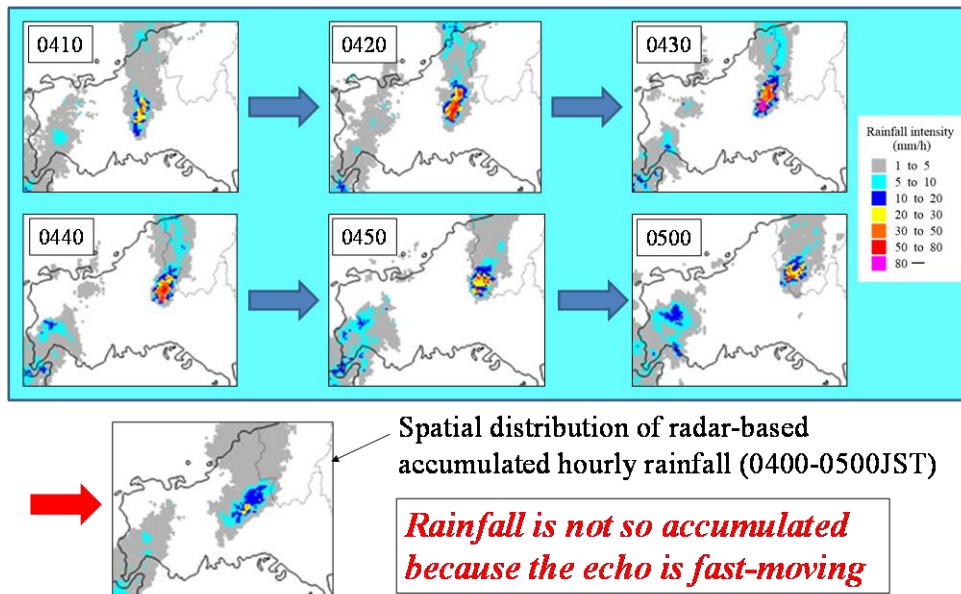 0410
0420
0430
Rainfall intensity
(mm/h)
1 to 5
5 to 10
10 to 20
20 to 30
30 to 50
50 to 80
80 —
0440
0450
0500
Spatial distribution of radar-based
accumulated hourly rainfall (0400-0500JST)
Rainfall is not so accumulated
because the echo is fast-moving